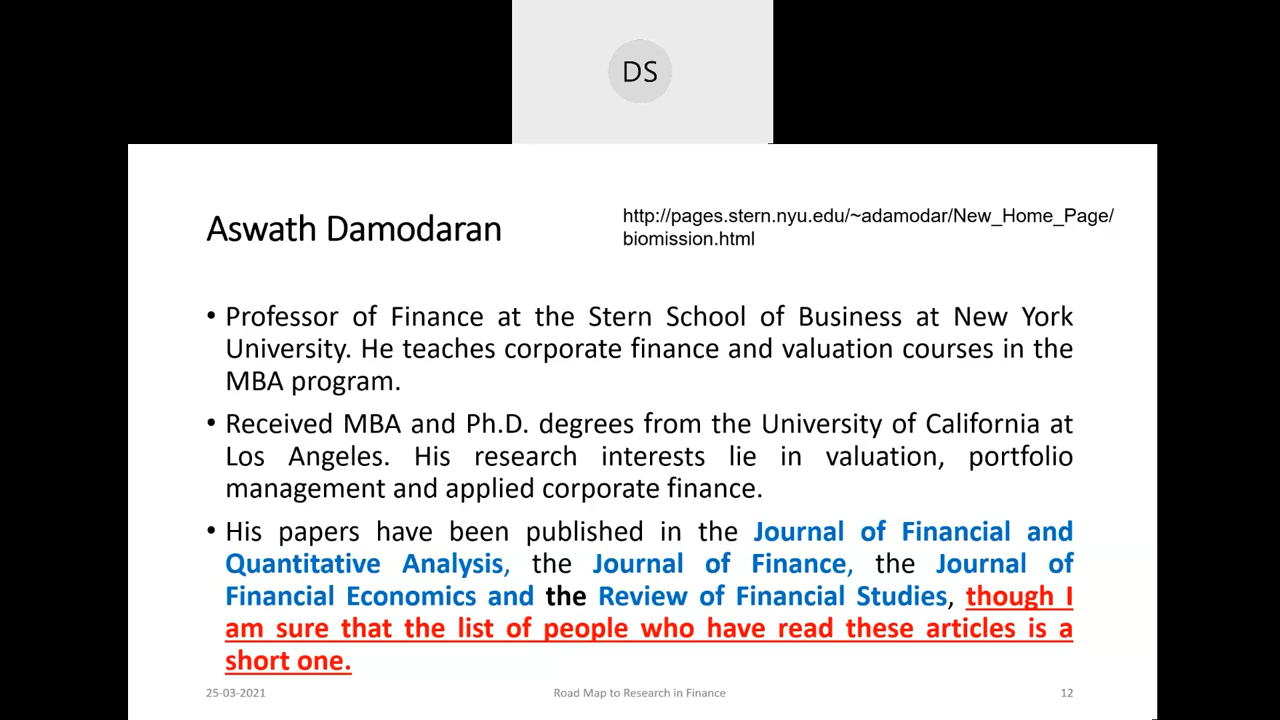 DS
Aswath Damodaran
http://pages.stern.nyu.edu/~adamodar/New_Home_Page/
biomission.html
• Professor of Finance at the Stern School of Business at New York
University. He teaches corporate finance and valuation courses in the
MBA program.
• Received MBA and Ph.D. degrees from the University of California at
Los Angeles. His research interests lie in valuation, portfolio
management and applied corporate finance.
• His papers have been published in the Journal of Financial and
Quantitative Analysis, the Journal of Finance, the Journal of
Financial Economics and the Review of Financial Studies, though I
am sure that the list of people who have read these articles is a
short one.
25-03-2021 Road Map to Research in Finance 12